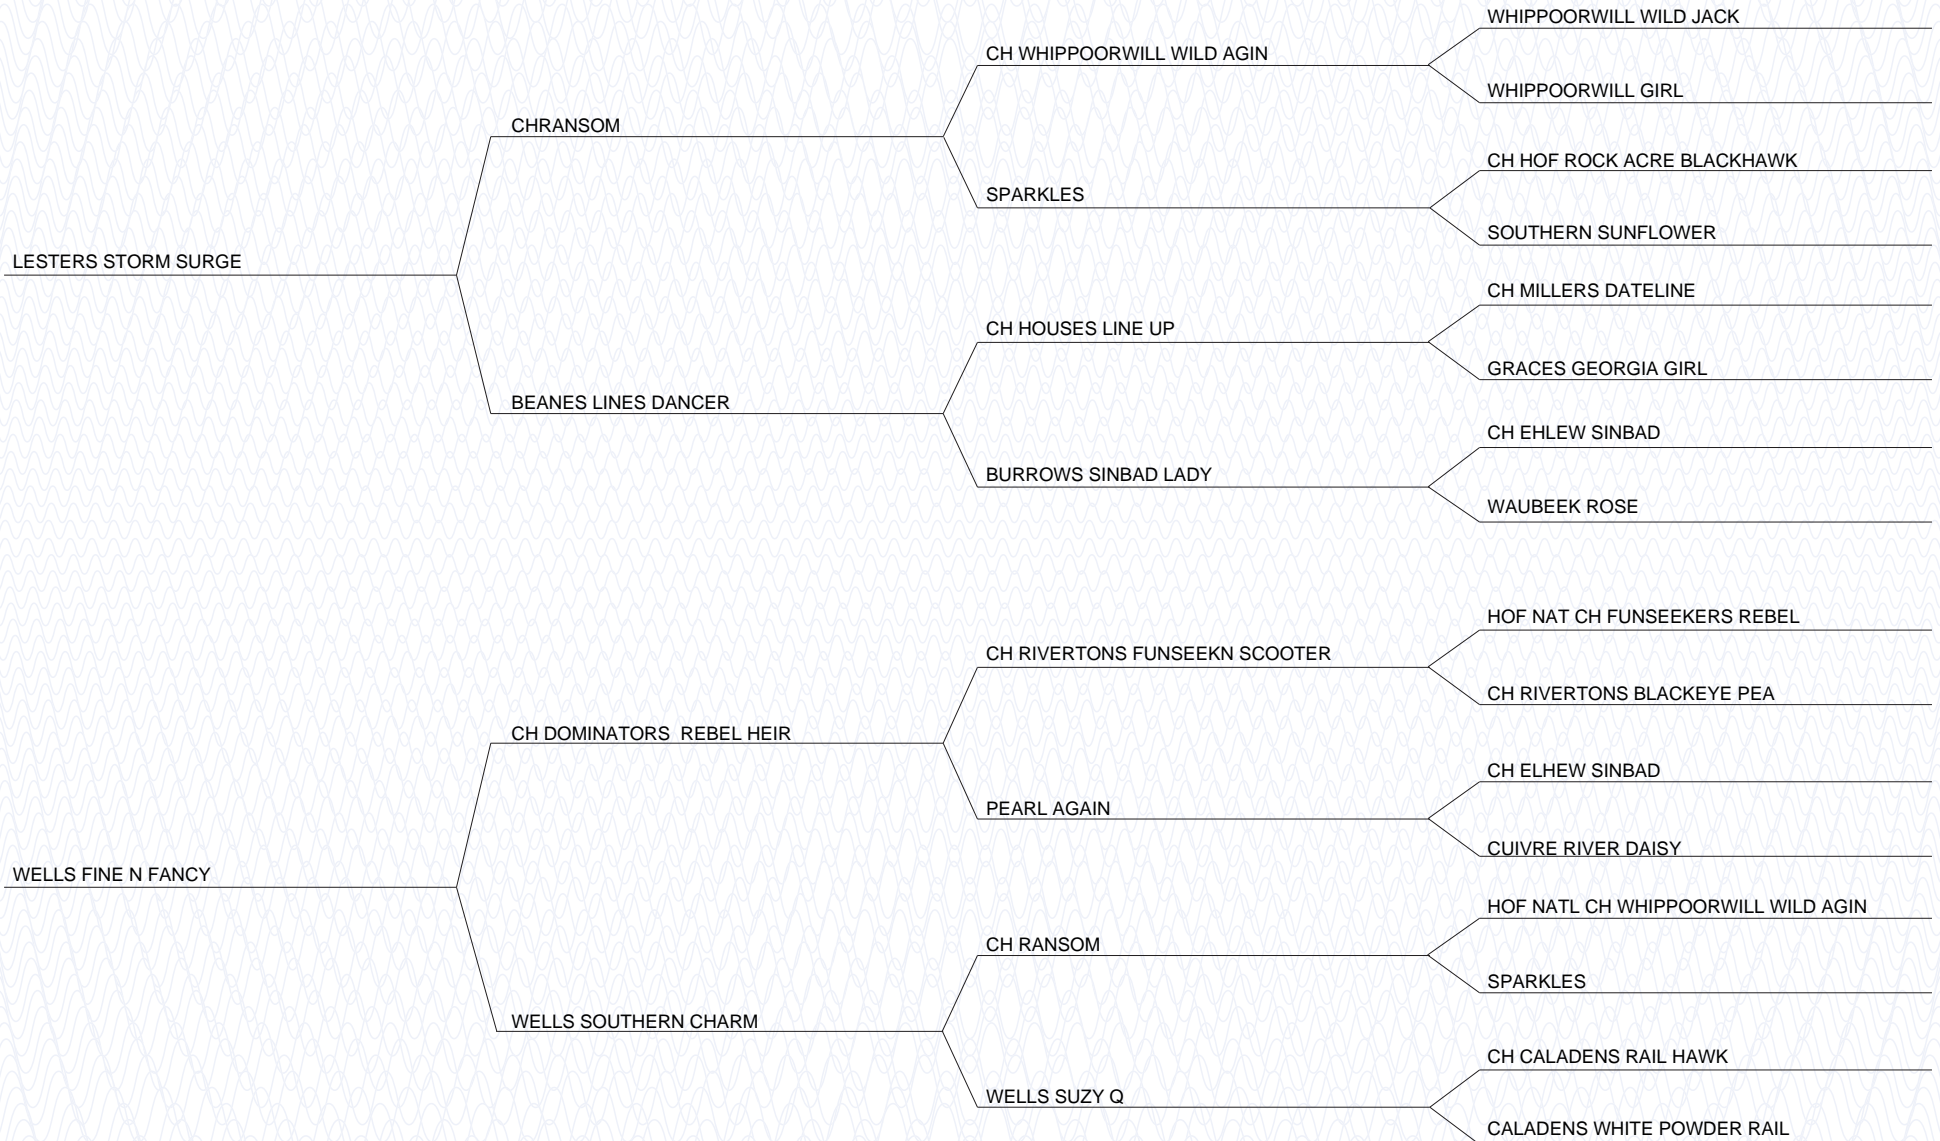 WHIPPOORWILL WILD JACK
CH WHIPPOORWILL WILD AGIN
WHIPPOORWILL GIRL
CHRANSOM
CH HOF ROCK ACRE BLACKHAWK
SPARKLES
SOUTHERN SUNFLOWER
LESTERS STORM SURGE
CH MILLERS DATELINE
CH HOUSES LINE UP
GRACES GEORGIA GIRL
BEANES LINES DANCER
CH EHLEW SINBAD
BURROWS SINBAD LADY
WAUBEEK ROSE
HOF NAT CH FUNSEEKERS REBEL
CH RIVERTONS FUNSEEKN SCOOTER
CH RIVERTONS BLACKEYE PEA
CH DOMINATORS  REBEL HEIR
CH ELHEW SINBAD
PEARL AGAIN
CUIVRE RIVER DAISY
WELLS FINE N FANCY
HOF NATL CH WHIPPOORWILL WILD AGIN
CH RANSOM
SPARKLES
WELLS SOUTHERN CHARM
CH CALADENS RAIL HAWK
WELLS SUZY Q
CALADENS WHITE POWDER RAIL